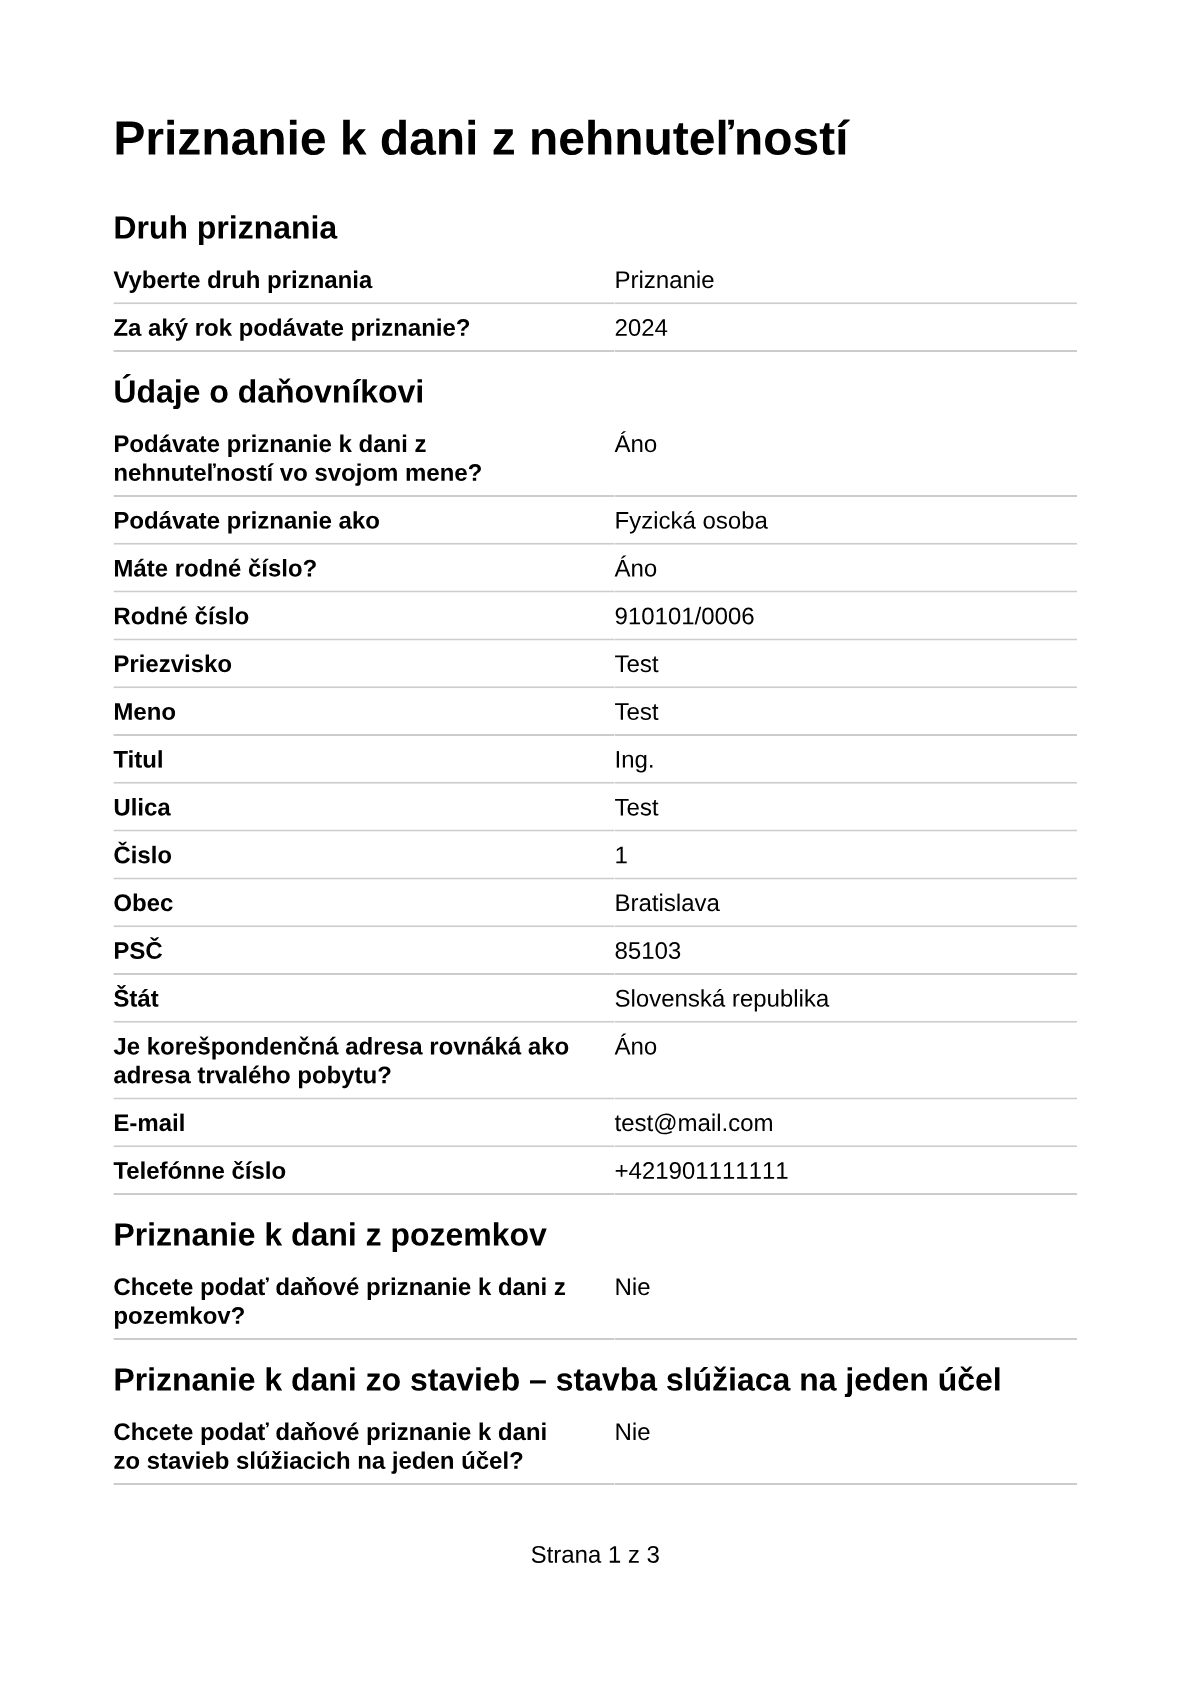 Priznanie k dani z nehnuteľností
Druh priznania
Vyberte druh priznania Priznanie
Za aký rok podávate priznanie? 2024
Údaje o daňovníkovi
Podávate priznanie k dani z Áno
nehnuteľností vo svojom mene?
Podávate priznanie ako Fyzická osoba
Máte rodné číslo? Áno
Rodné číslo 910101/0006
Priezvisko Test
Meno Test
Titul Ing.
Ulica Test
Čislo 1
Obec Bratislava
PSČ 85103
Štát Slovenská republika
Je korešpondenčná adresa rovnáká ako Áno
adresa trvalého pobytu?
E-mail test@mail.com
Telefónne číslo +421901111111
Priznanie k dani z pozemkov
Chcete podať daňové priznanie k dani z Nie
pozemkov?
Priznanie k dani zo stavieb – stavba slúžiaca na jeden účel
Chcete podať daňové priznanie k dani Nie
zo stavieb slúžiacich na jeden účel?
Strana 1 z 3